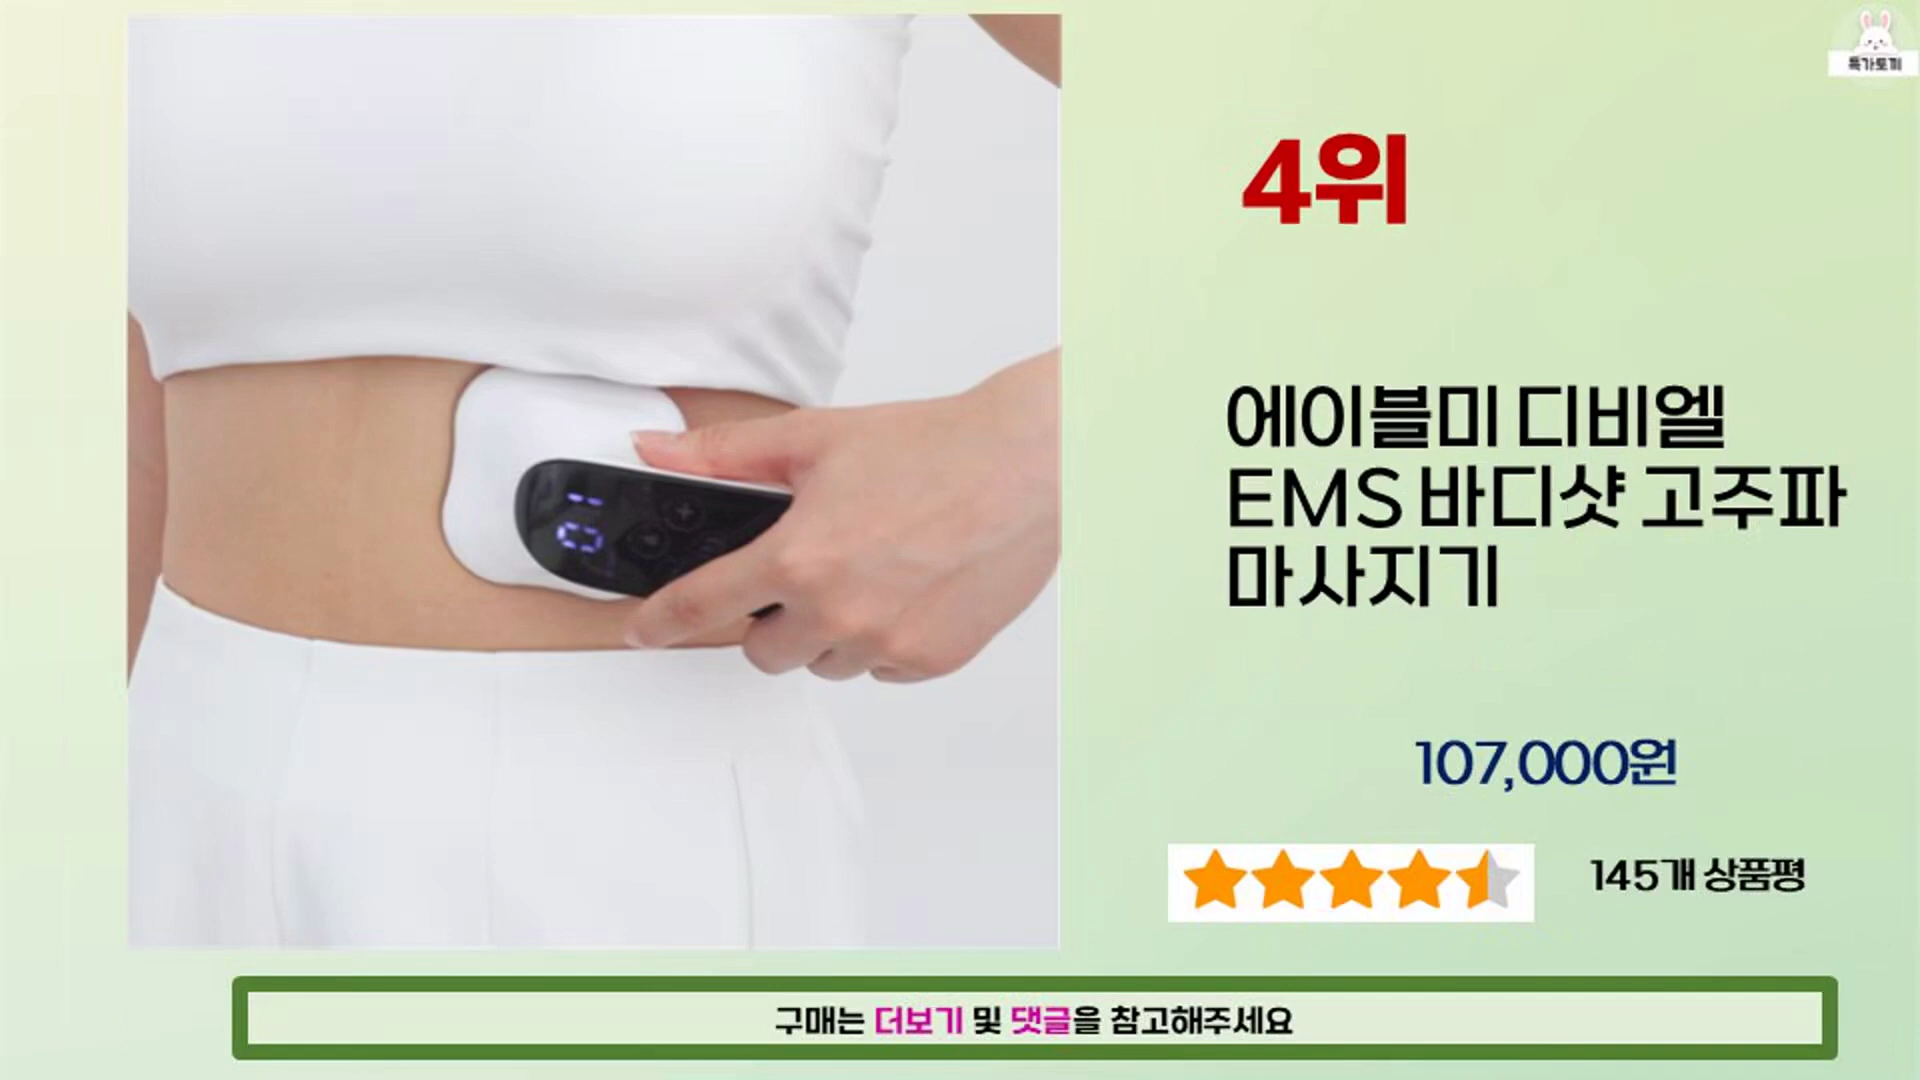 특가토끼
4위
에이블미 디비엘
EMS 바디샷 고주파
마사지기
107,000원
145개 상품평
구매는 더보기 및 댓글을 참고해주세요